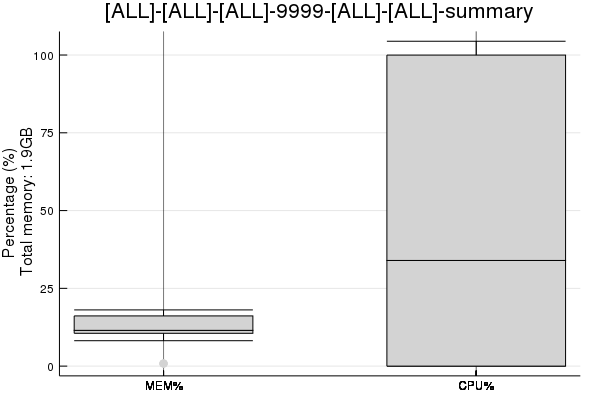 [ALL]-[ALL]-[ALL]-9999-[ALL]-[ALL]-summary
Percentage (%)
Total memory: 1.9GB
100
75
50
25
0
MEM%
CPU%